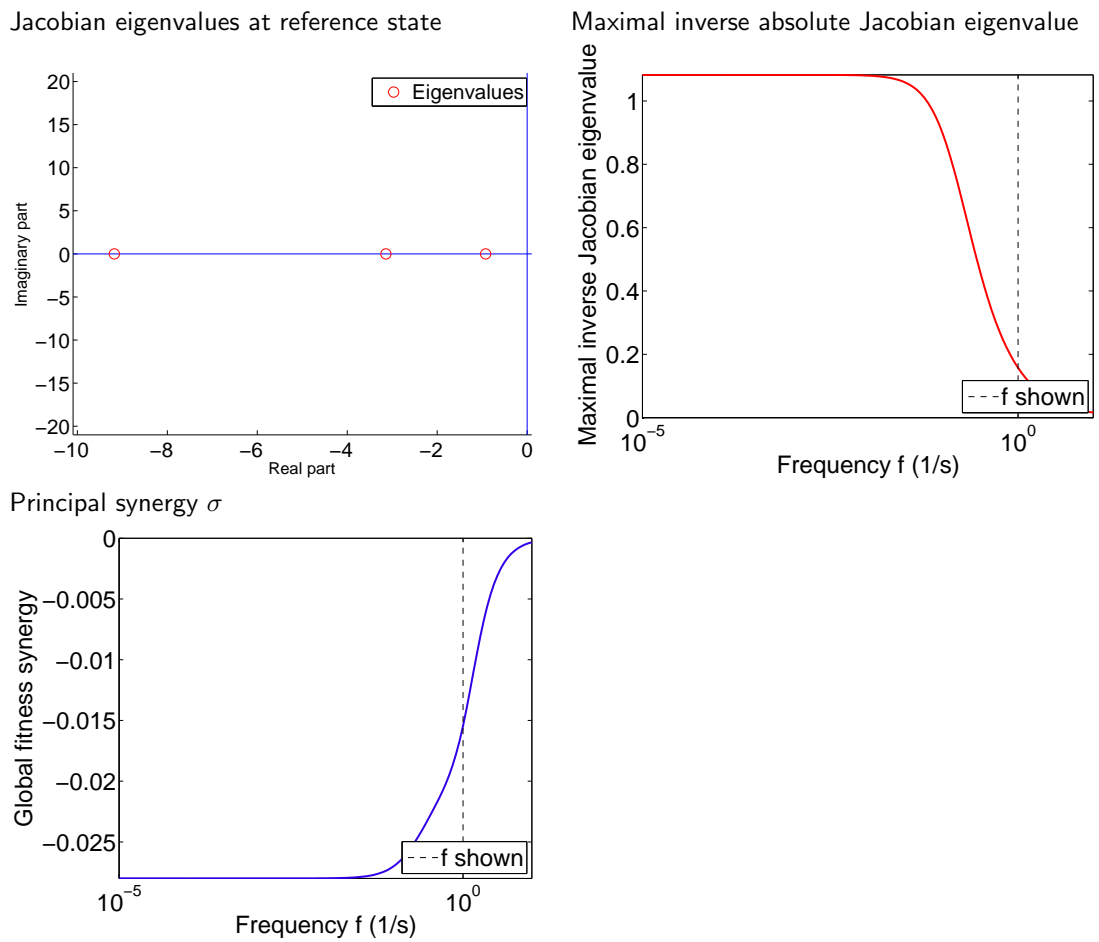 Jacobian eigenvalues at reference state
20
15
10
5
0
−5
−10
−15
−20
Imaginary part
−10 −8 −6 −4 −2 0
Real part
Eigenvalues
Maximal inverse absolute Jacobian eigenvalue
1
0.8
0.6
0.4
0.2
0
Maximal inverse Jacobian eigenvalue
10^−5 10^0
Frequency f (1/s)
f shown
Principal synergy σ
0
−0.005
−0.01
−0.015
−0.02
−0.025
Global fitness synergy
10^−5 10^0
Frequency f (1/s)
f shown